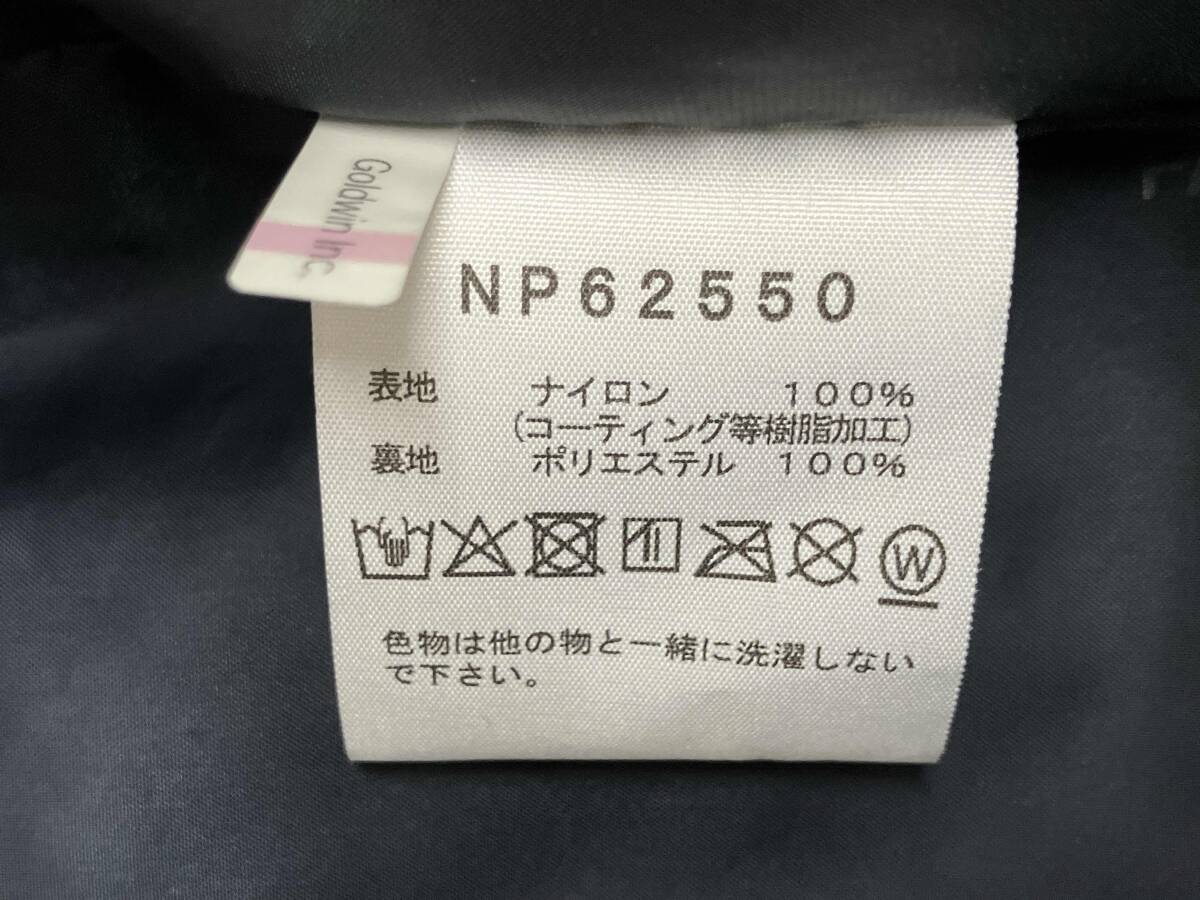 Goldwin Inc.
NP62550
表地 ナイロン 100%
(コーティング等樹脂加工)
裏地 ポリエステル 100%
W
色物は他の物と一緒に洗濯しない
で下さい。